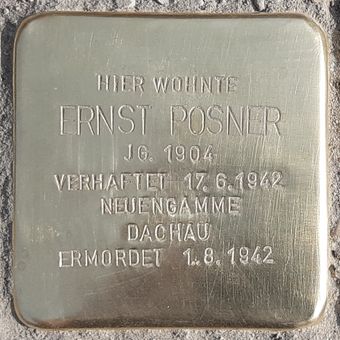 HIER WOHNTE
ERNST POSNER
JG. 1904
VERHAFTET 17.6.1942
NEUENGAMME
DACHAU
ERMORDET 1.8.1942